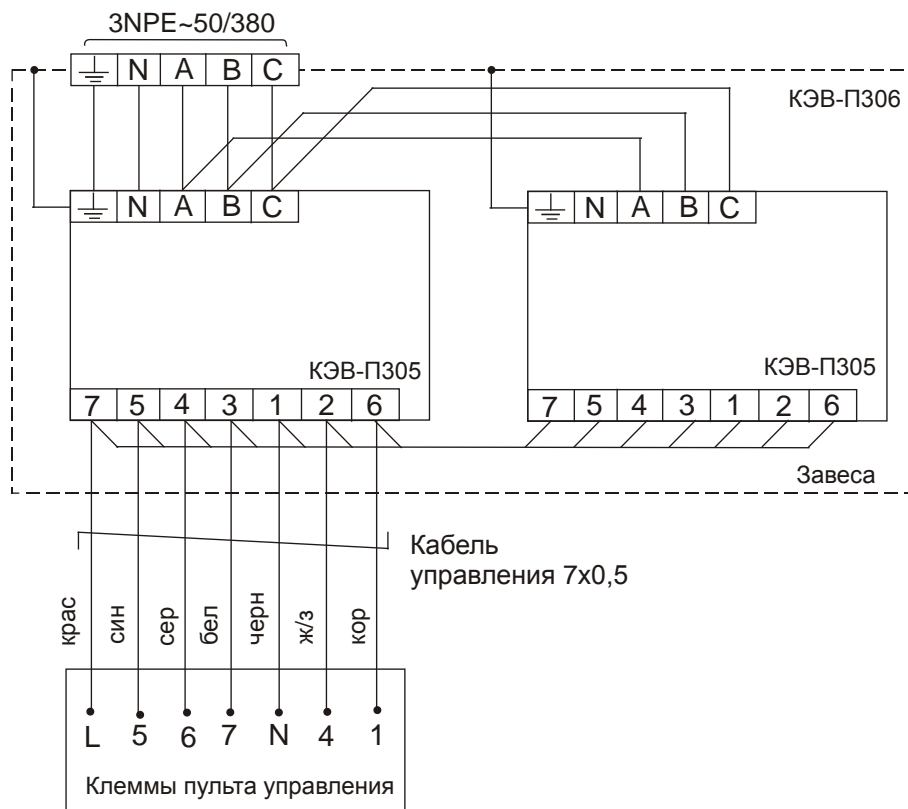 3NPE~50/380
N A B C
КЭВ-П306
N A B C
N A B C
КЭВ-П305
КЭВ-П305
7 5 4 3 1 2 6
7 5 4 3 1 2 6
Завеса
Кабель
управления 7х0,5
крас
син
сер
бел
черн
ж/з
кор
L 5 6 7 N 4 1
Клеммы пульта управления